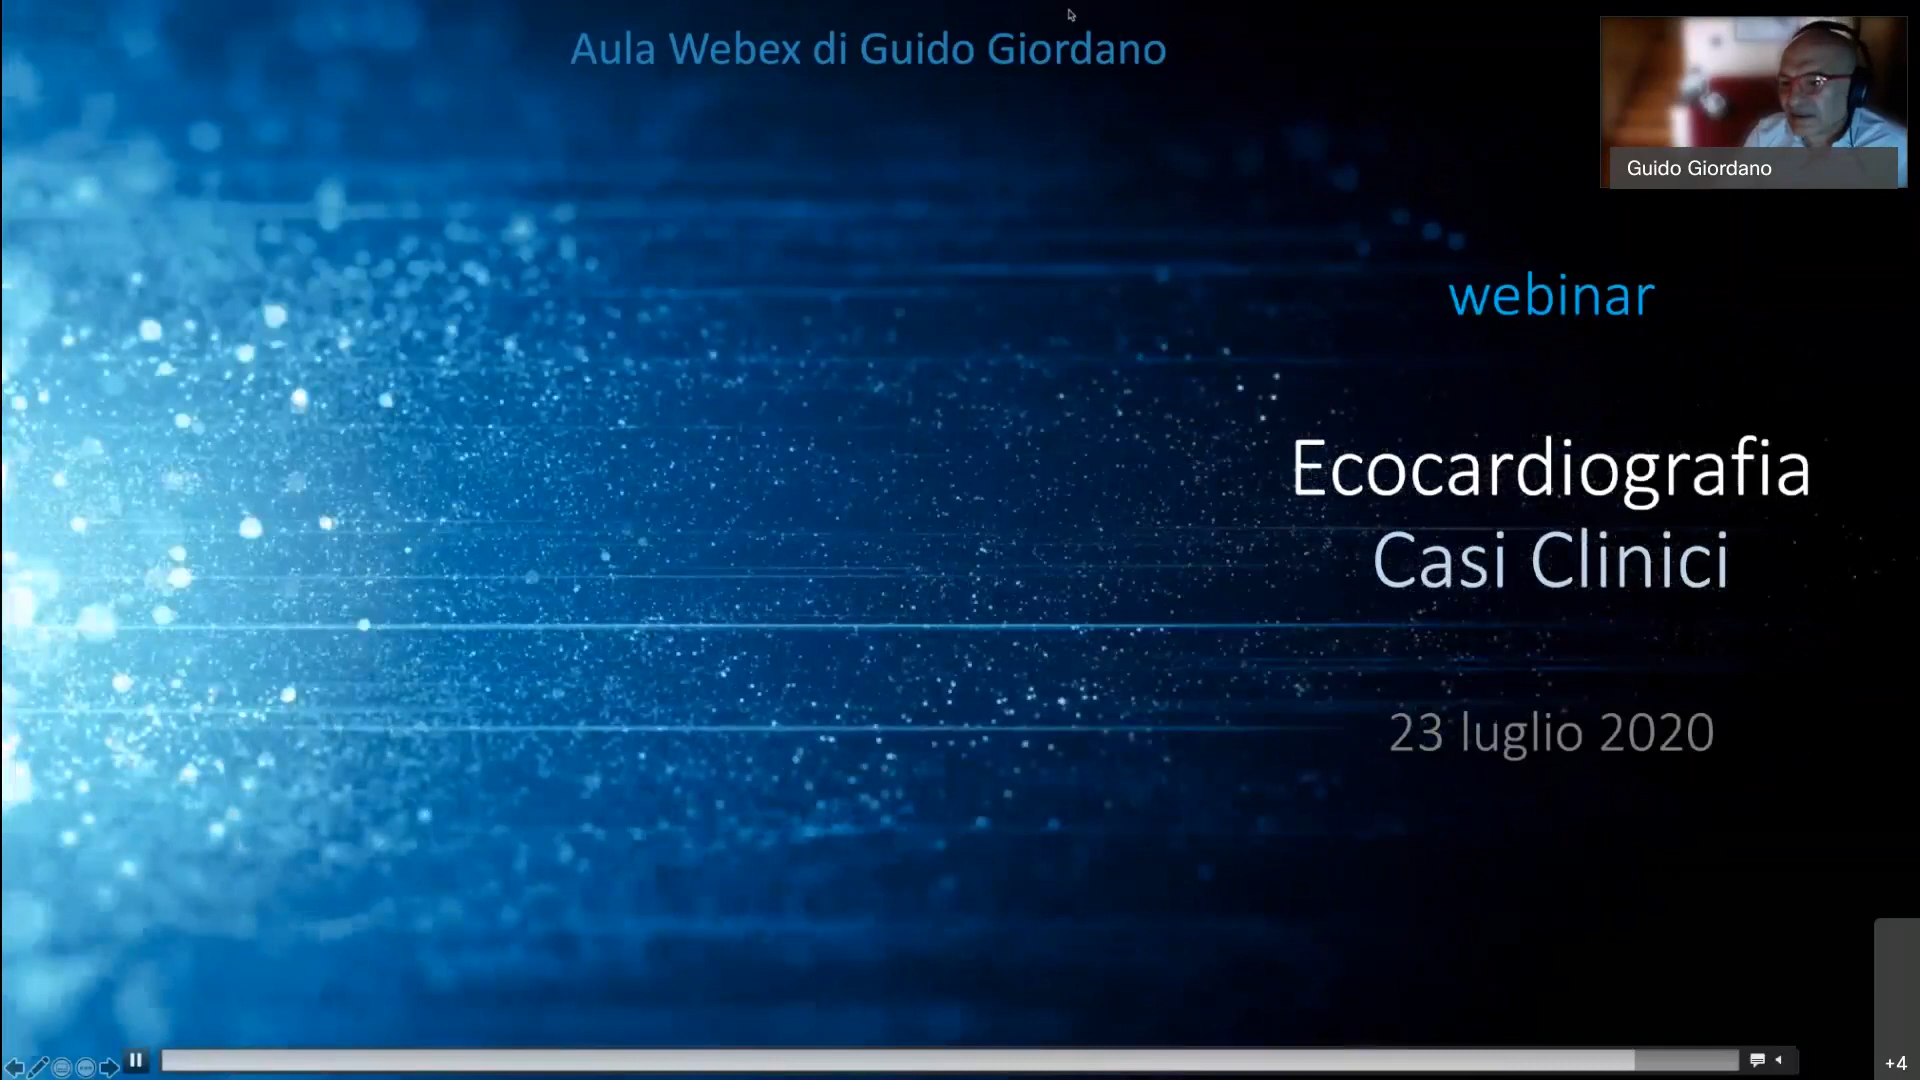 Aula Webex di Guido Giordano
Guido Giordano
webinar
Ecocardiografia
Casi Clinici
23 luglio 2020
+4